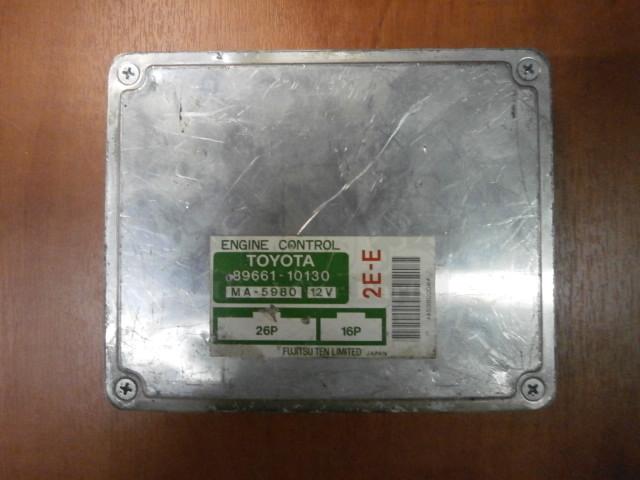 ENGINE CONTROL
TOYOTA
89661-10130
MA-5980 12V
2E-E
26P 16P
FUJITSU TEN LIMITED JAPAN